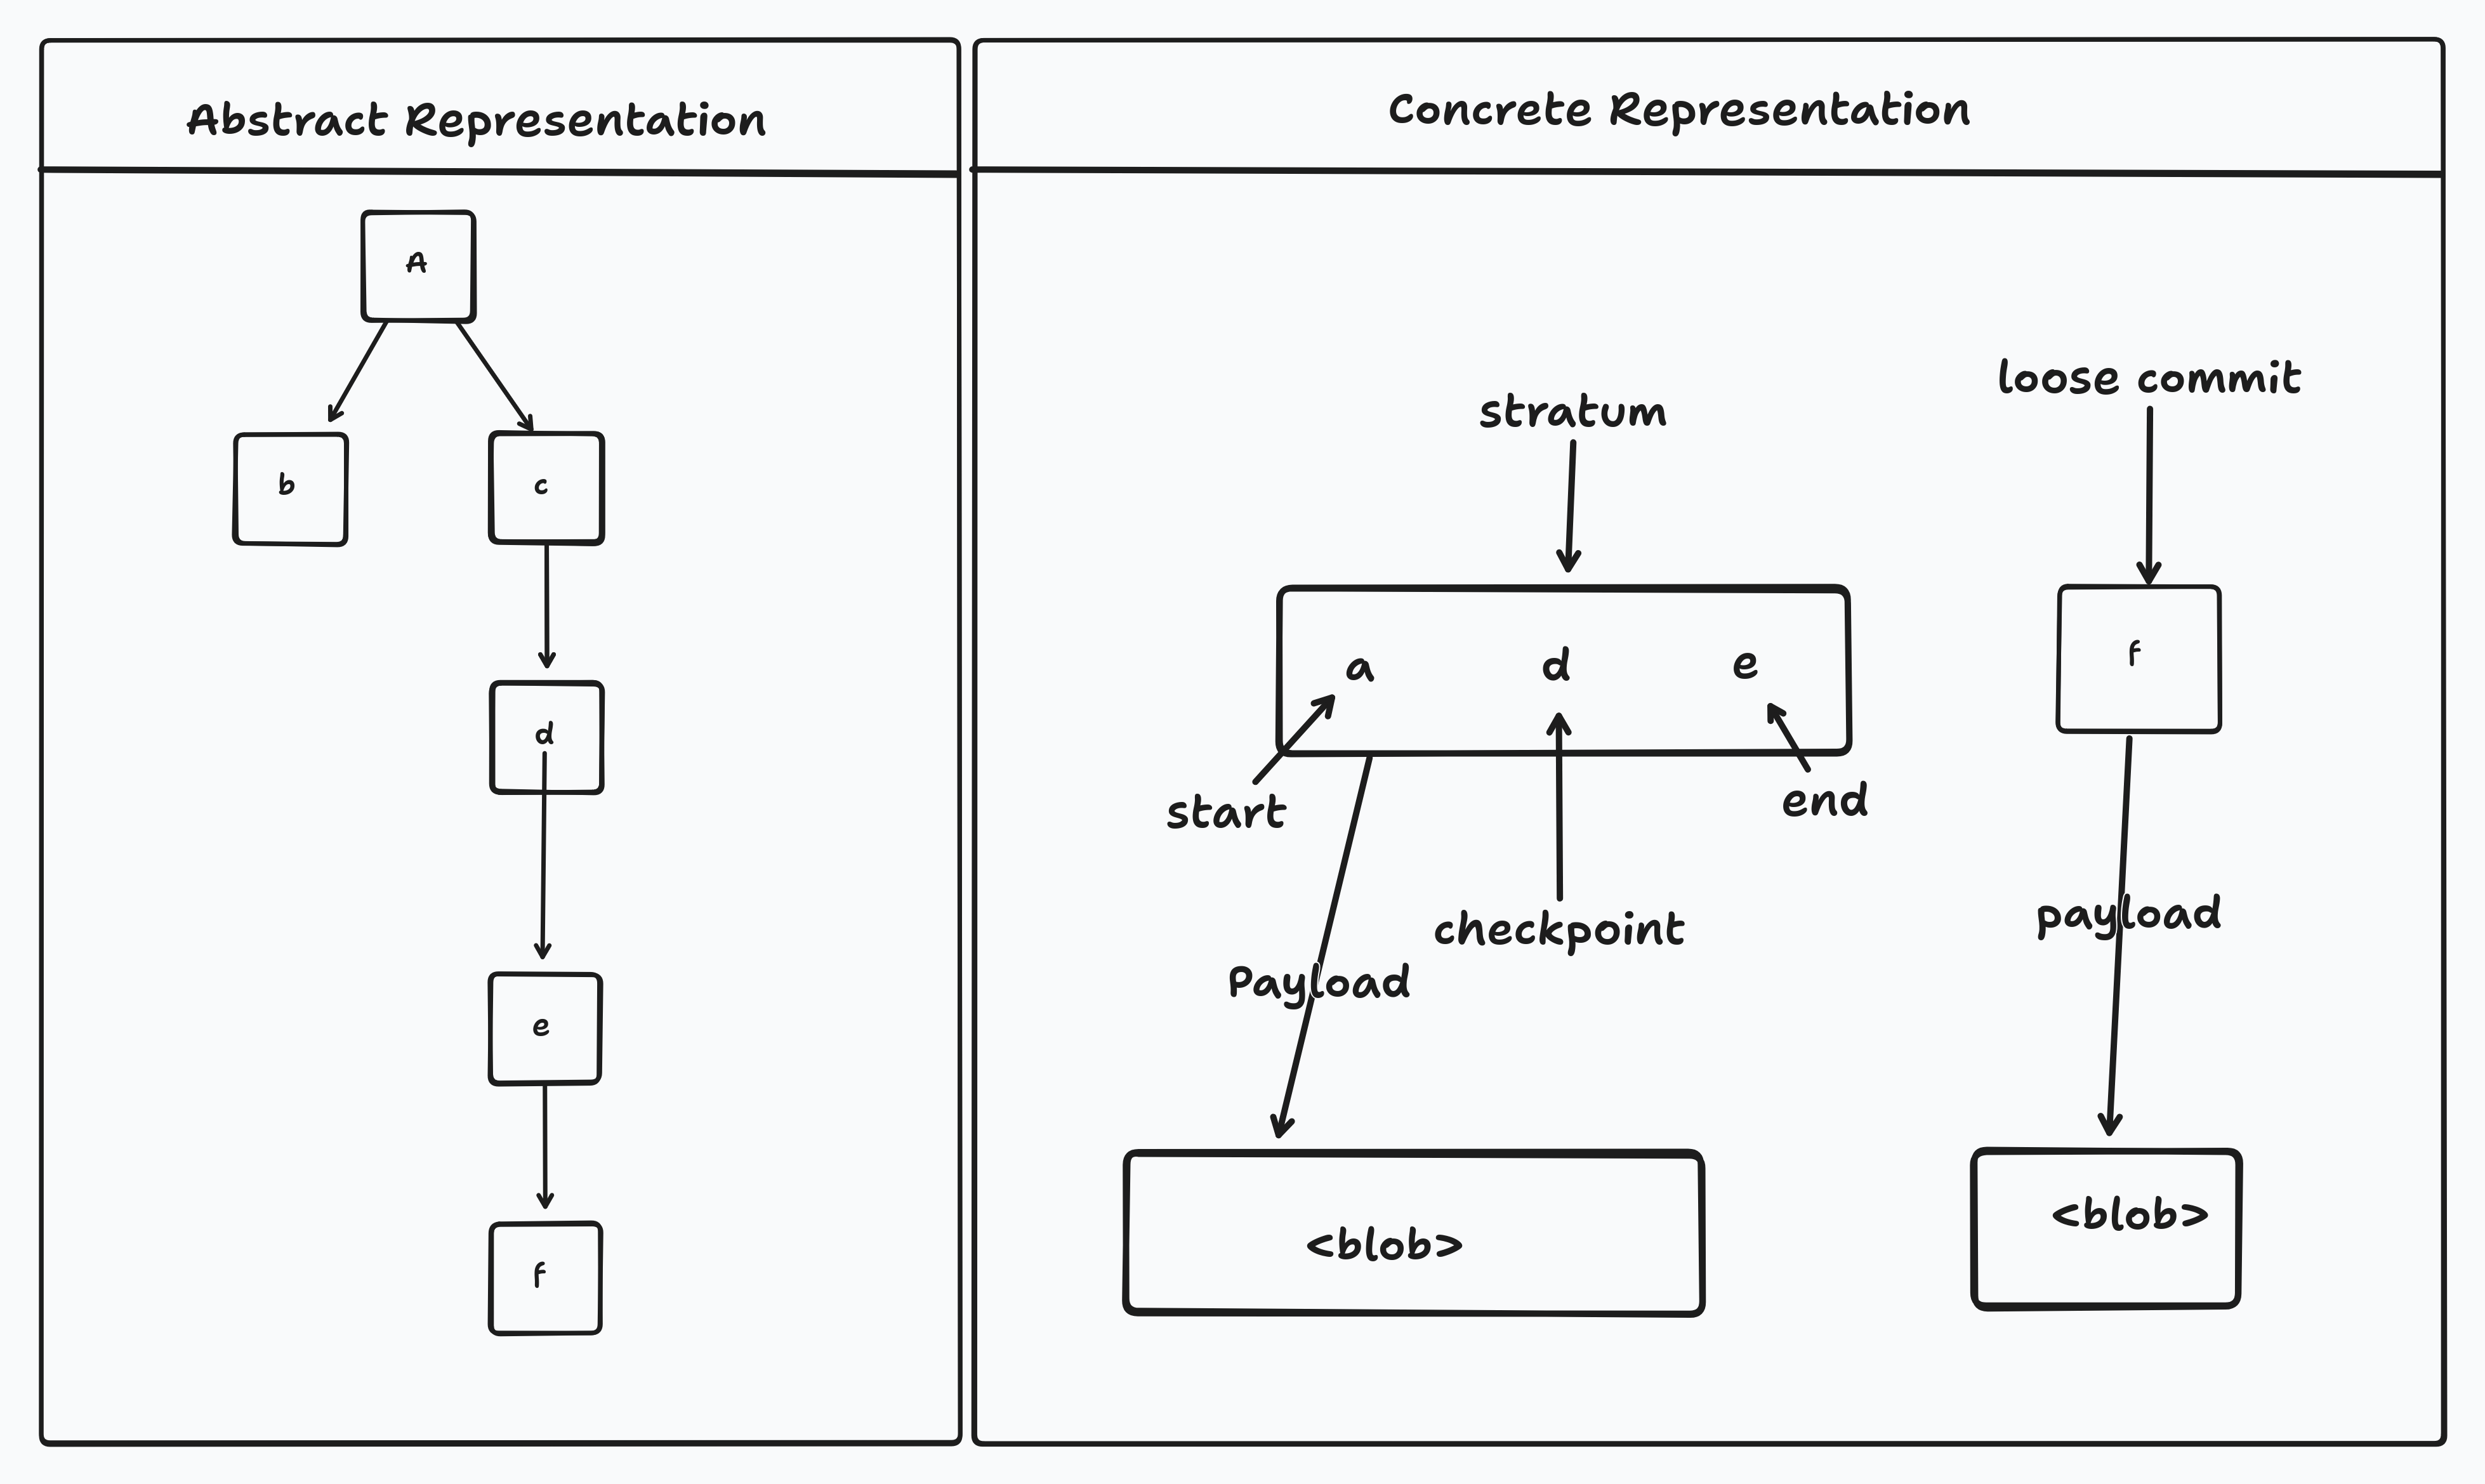 Abstract Representation
A
b
c
d
e
f
Concrete Representation
stratum
loose commit
a d e
f
start
end
checkpoint
Payload
payload
<blob>
<blob>